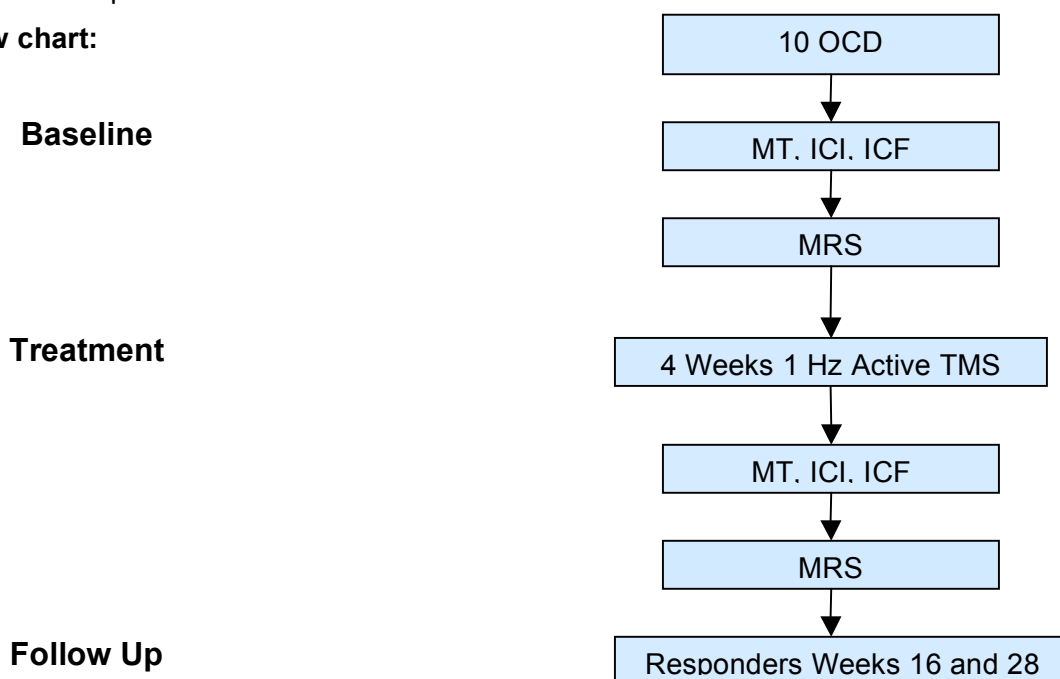 w chart:
10 OCD
Baseline
MT, ICI, ICF
MRS
Treatment
4 Weeks 1 Hz Active TMS
MT, ICI, ICF
MRS
Follow Up
Responders Weeks 16 and 28